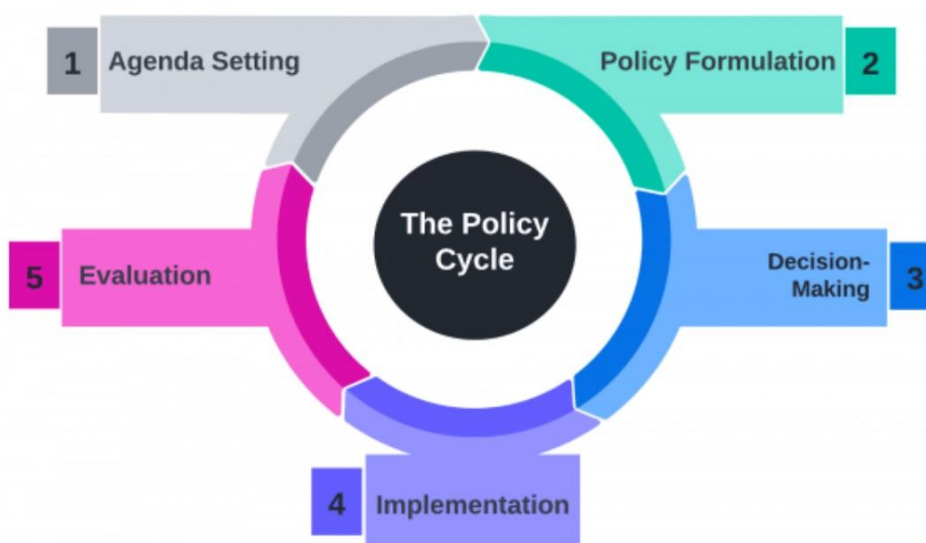 1 Agenda Setting
Policy Formulation 2
The Policy
Cycle
Decision-
Making
3
5 Evaluation
4 Implementation